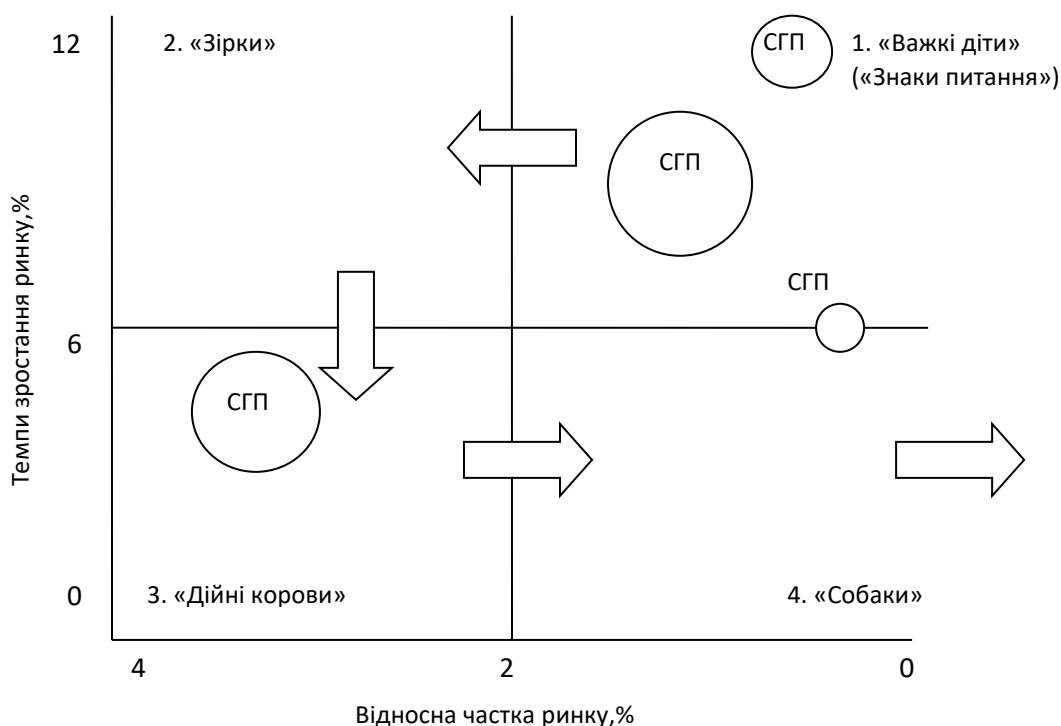 12
2. «Зірки»
СГП
1. «Важкі діти»
(«Знаки питання»)
СГП
СГП
6
СГП
Темпи зростання ринку,%
0
3. «Дійні корови»
4. «Собаки»
4
2
0
Відносна частка ринку,%